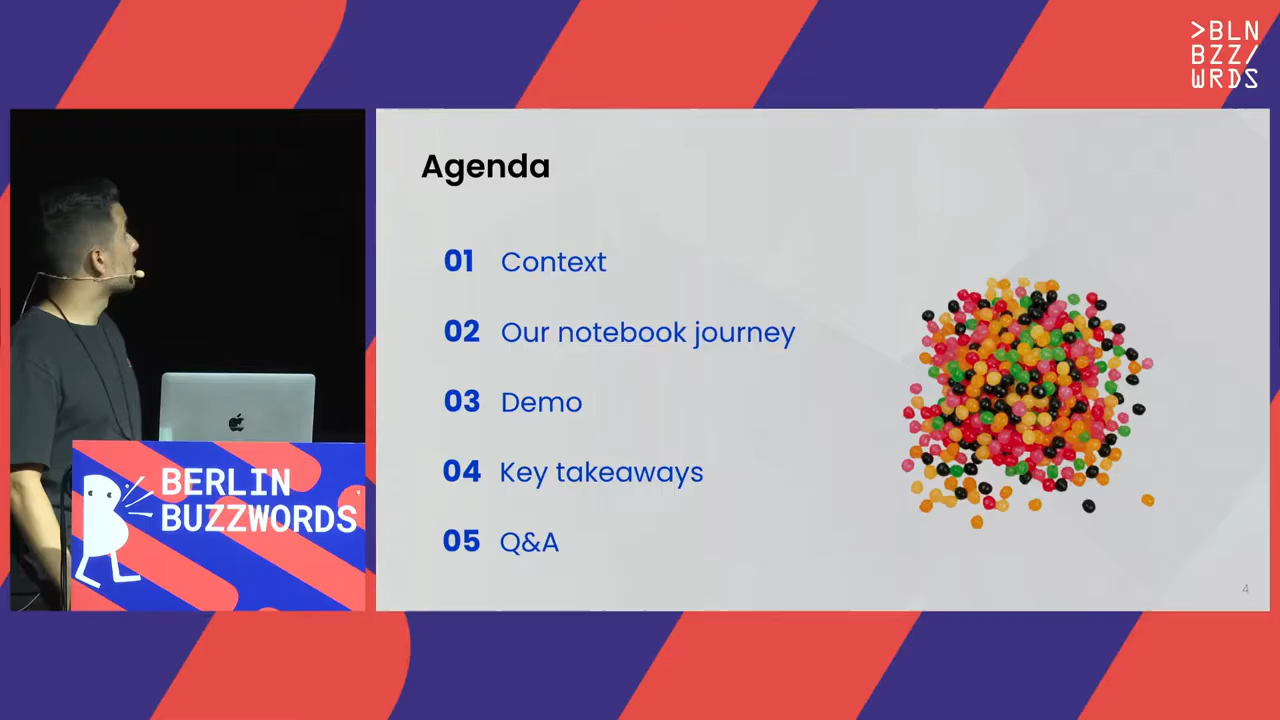 >BLN
BZZ/
WRDS
Agenda
01 Context
02 Our notebook journey
03 Demo
04 Key takeaways
05 Q&A
4
BERLIN
BUZZWORDS